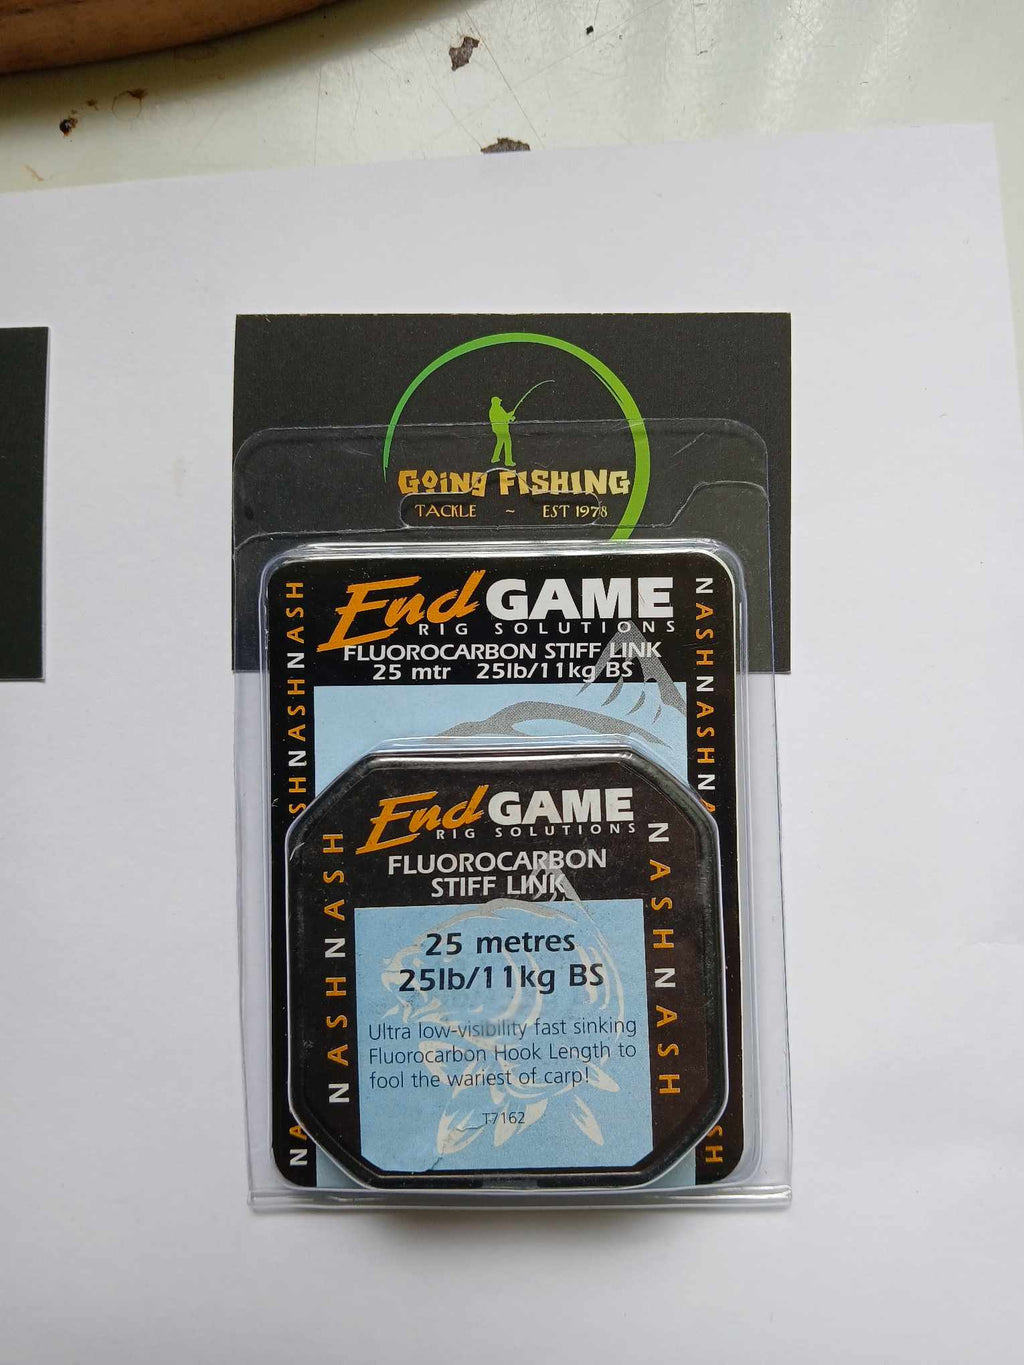 GOING FISHING
TACKLE ~ EST 1978
End GAME
RIG SOLUTIONS
FLUOROCARBON STIFF LINK
25 mtr 25lb/11kg BS
NASHNASHNASH
NASHNASHNASH
End GAME
RIG SOLUTIONS
FLUOROCARBON
STIFF LINK
25 metres
25lb/11kg BS
Ultra low-visibility fast sinking
Fluorocarbon Hook Length to
fool the wariest of carp!
T7162
NASHNASH
NASHNASH